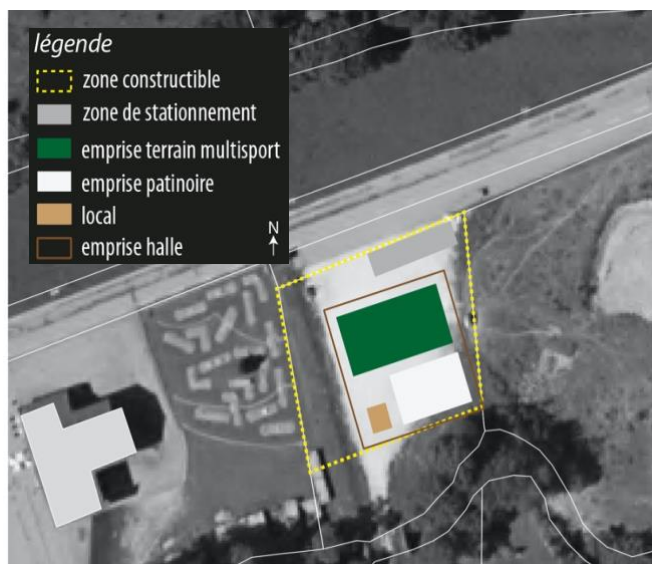 légende
zone constructible
zone de stationnement
emprise terrain multisport
emprise patinoire
local
emprise halle
N